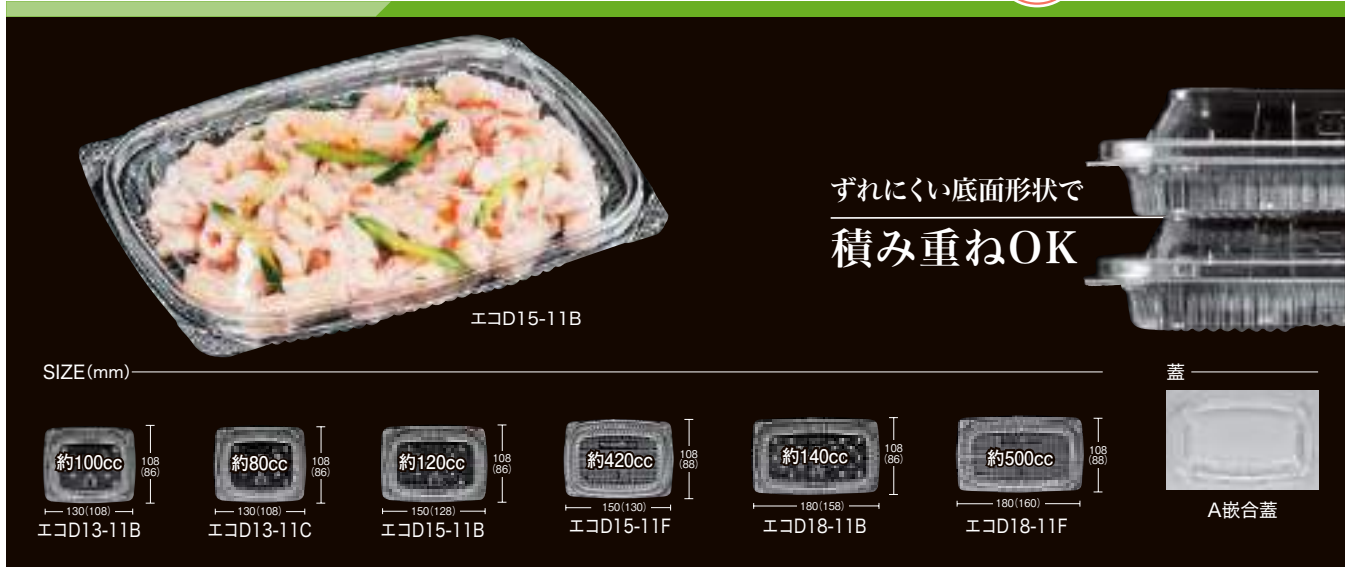 ずれにくい底面形状で
積み重ねOK
エコD15-11B
SIZE(mm)
蓋
約100cc
108
(86)
130(108)
エコD13-11B
約80cc
108
(86)
130(108)
エコD13-11C
約120cc
108
(86)
150(128)
エコD15-11B
約420cc
108
(88)
150(130)
エコD15-11F
約140cc
108
(86)
180(158)
エコD18-11B
約500cc
108
(88)
180(160)
エコD18-11F
A嵌合蓋